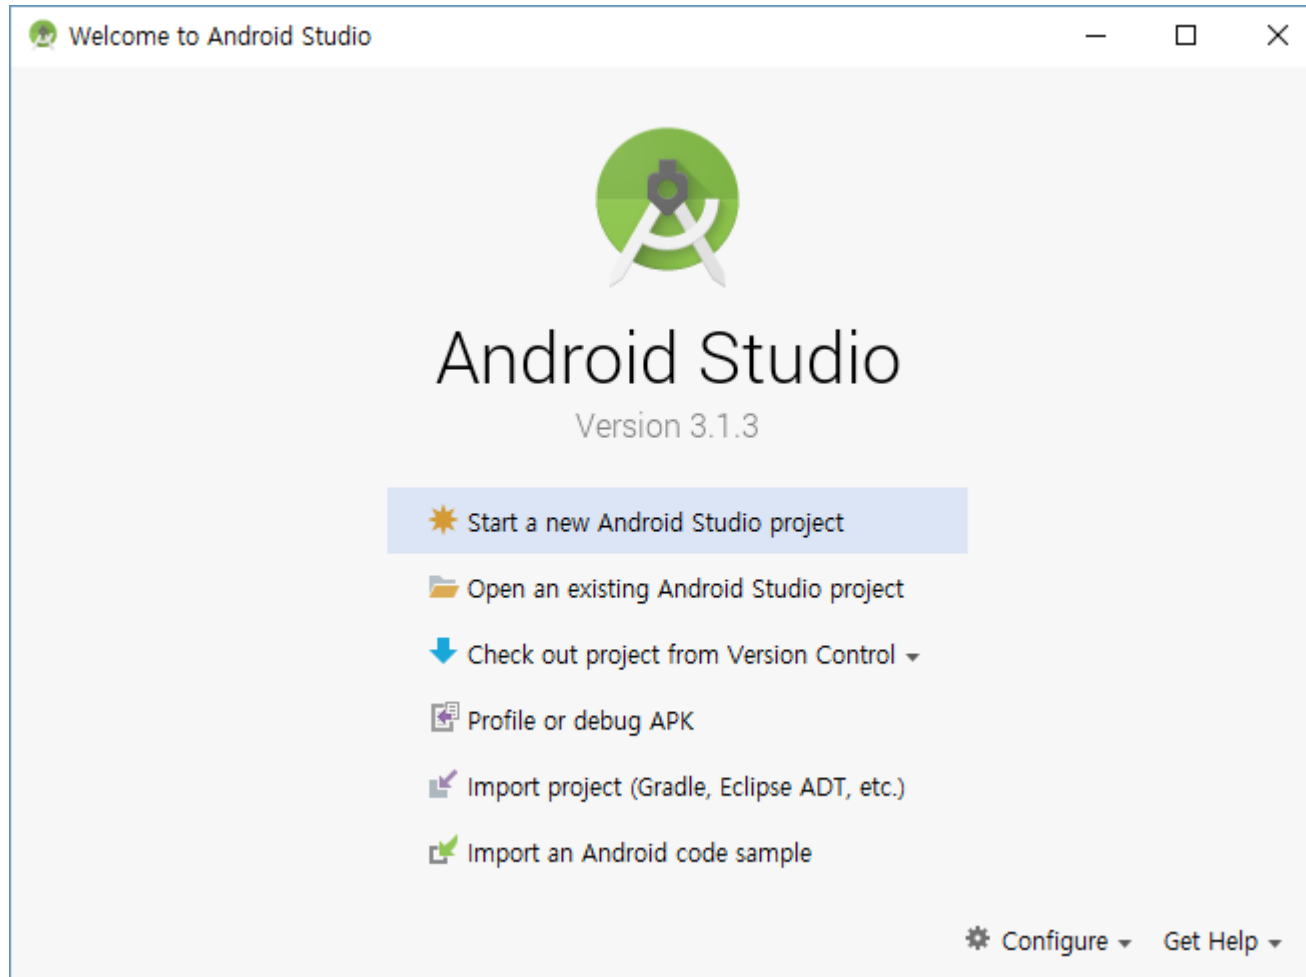 Welcome to Android Studio
Android Studio
Version 3.1.3
Start a new Android Studio project
Open an existing Android Studio project
Check out project from Version Control
Profile or debug APK
Import project (Gradle, Eclipse ADT, etc.)
Import an Android code sample
Configure Get Help